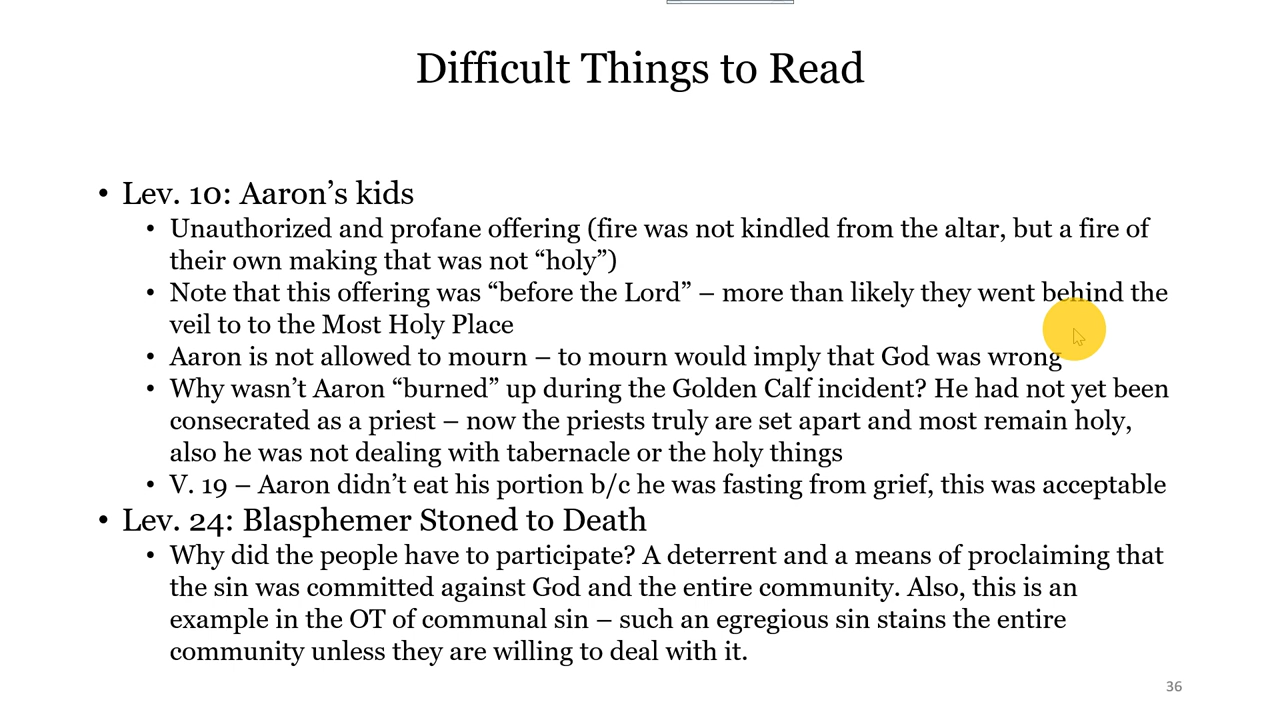 Difficult Things to Read
• Lev. 10: Aaron’s kids
• Unauthorized and profane offering (fire was not kindled from the altar, but a fire of
their own making that was not “holy”)
• Note that this offering was “before the Lord” – more than likely they went behind the
veil to to the Most Holy Place
• Aaron is not allowed to mourn – to mourn would imply that God was wrong
• Why wasn’t Aaron “burned” up during the Golden Calf incident? He had not yet been
consecrated as a priest – now the priests truly are set apart and most remain holy,
also he was not dealing with tabernacle or the holy things
• V. 19 – Aaron didn’t eat his portion b/c he was fasting from grief, this was acceptable
• Lev. 24: Blasphemer Stoned to Death
• Why did the people have to participate? A deterrent and a means of proclaiming that
the sin was committed against God and the entire community. Also, this is an
example in the OT of communal sin – such an egregious sin stains the entire
community unless they are willing to deal with it.
36